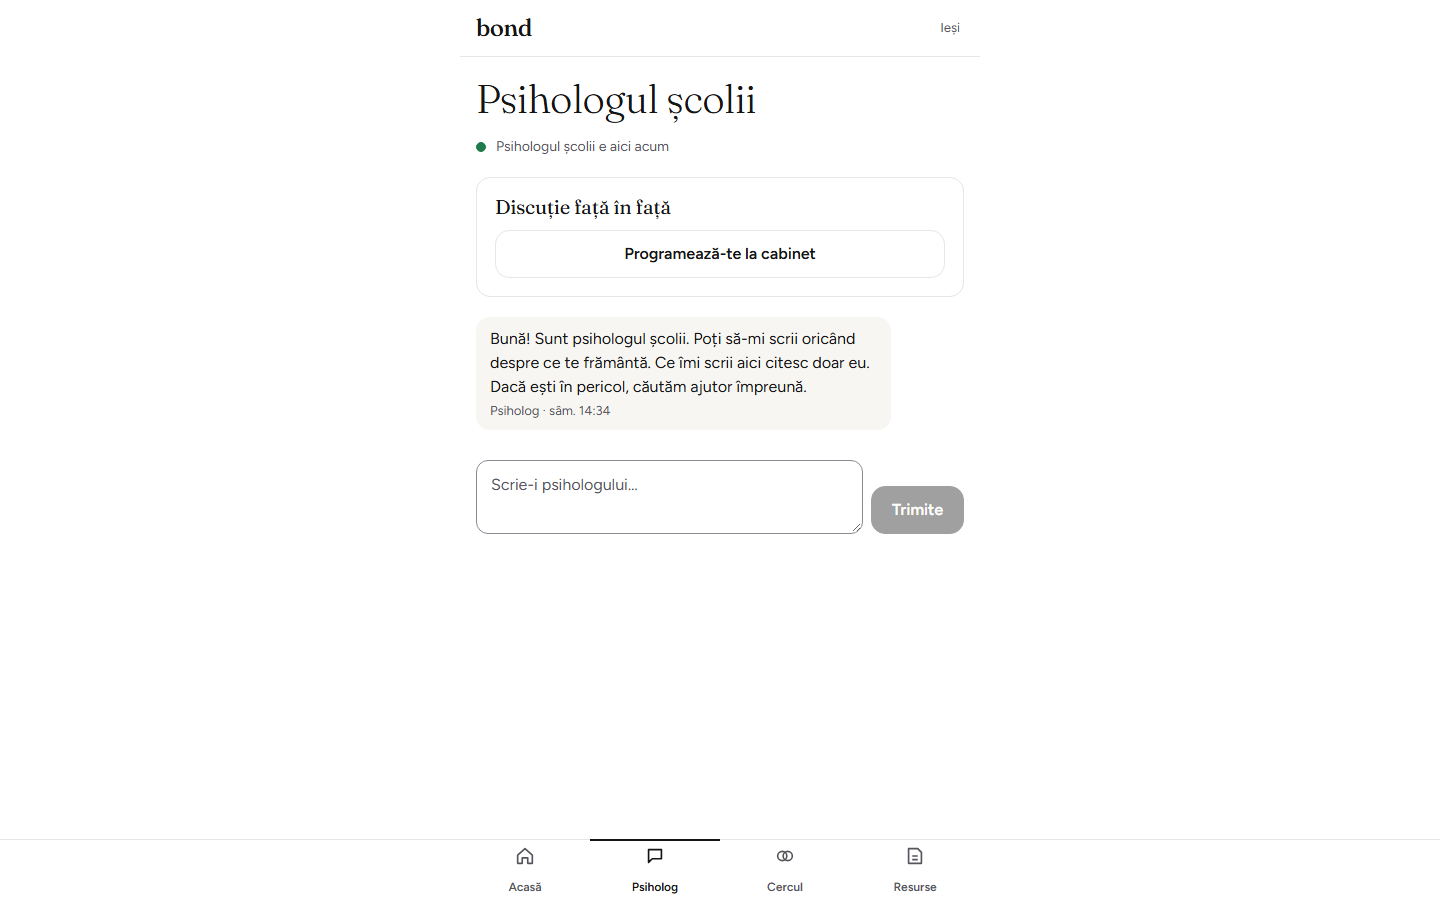 bond
Ieși
Psihologul școlii
Psihologul școlii e aici acum
Discuție față în față
Programează-te la cabinet
Bună! Sunt psihologul școlii. Poți să-mi scrii oricând
despre ce te frământă. Ce îmi scrii aici citesc doar eu.
Dacă ești în pericol, căutăm ajutor împreună.
Psiholog · sâm. 14:34
Scrie-i psihologului...
Trimite
Acasă
Psiholog
Cercul
Resurse